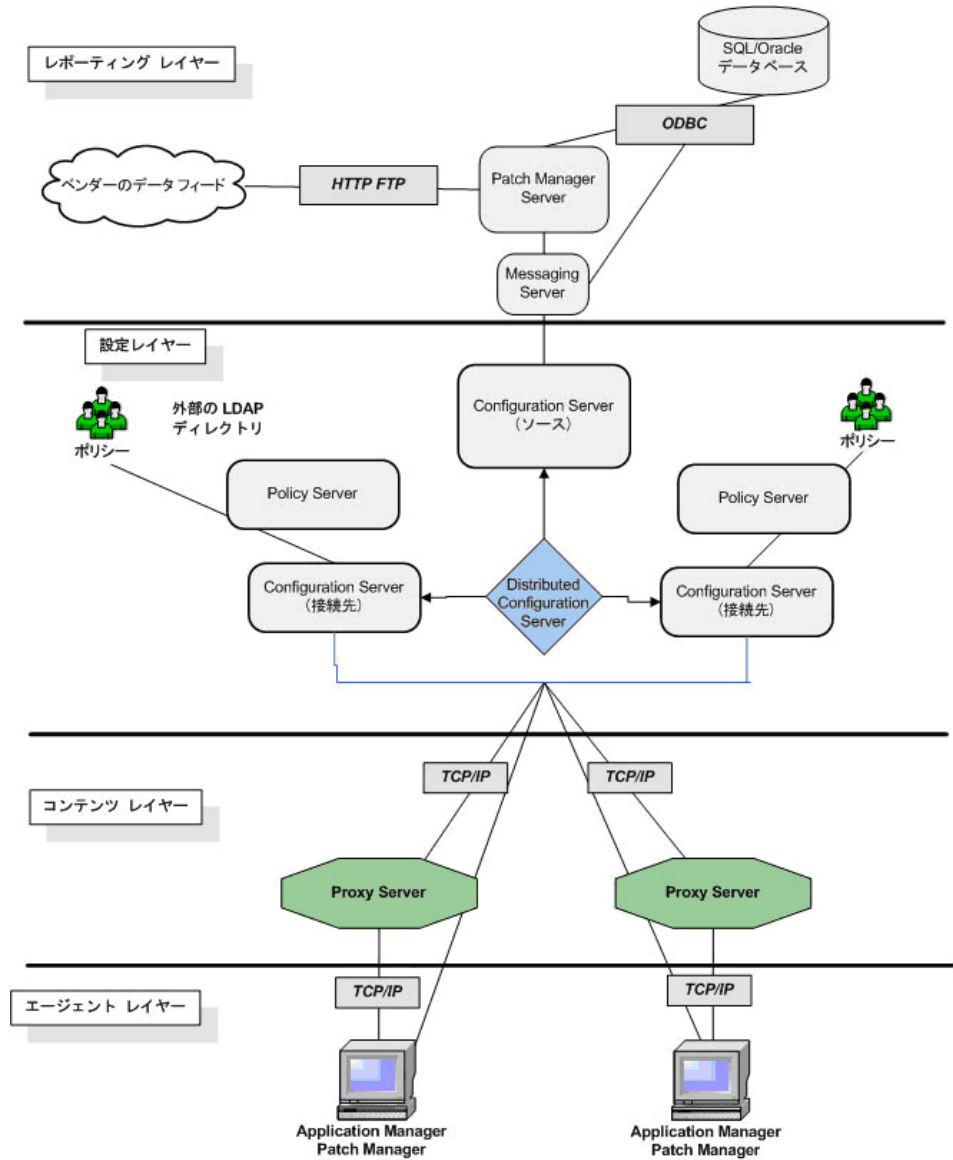 SQL/Oracle
データベース
レポーティング レイヤー
ODBC
ベンダーのデータフィード
HTTP FTP
Patch Manager
Server
Messaging
Server
設定レイヤー
外部の LDAP
ディレクトリ
ポリシー
Configuration Server
(ソース)
ポリシー
Policy Server
Policy Server
Configuration Server
(接続先)
Distributed
Configuration
Server
Configuration Server
(接続先)
TCP/IP
TCP/IP
コンテンツ レイヤー
Proxy Server
Proxy Server
エージェント レイヤー
TCP/IP
TCP/IP
Application Manager
Patch Manager
Application Manager
Patch Manager